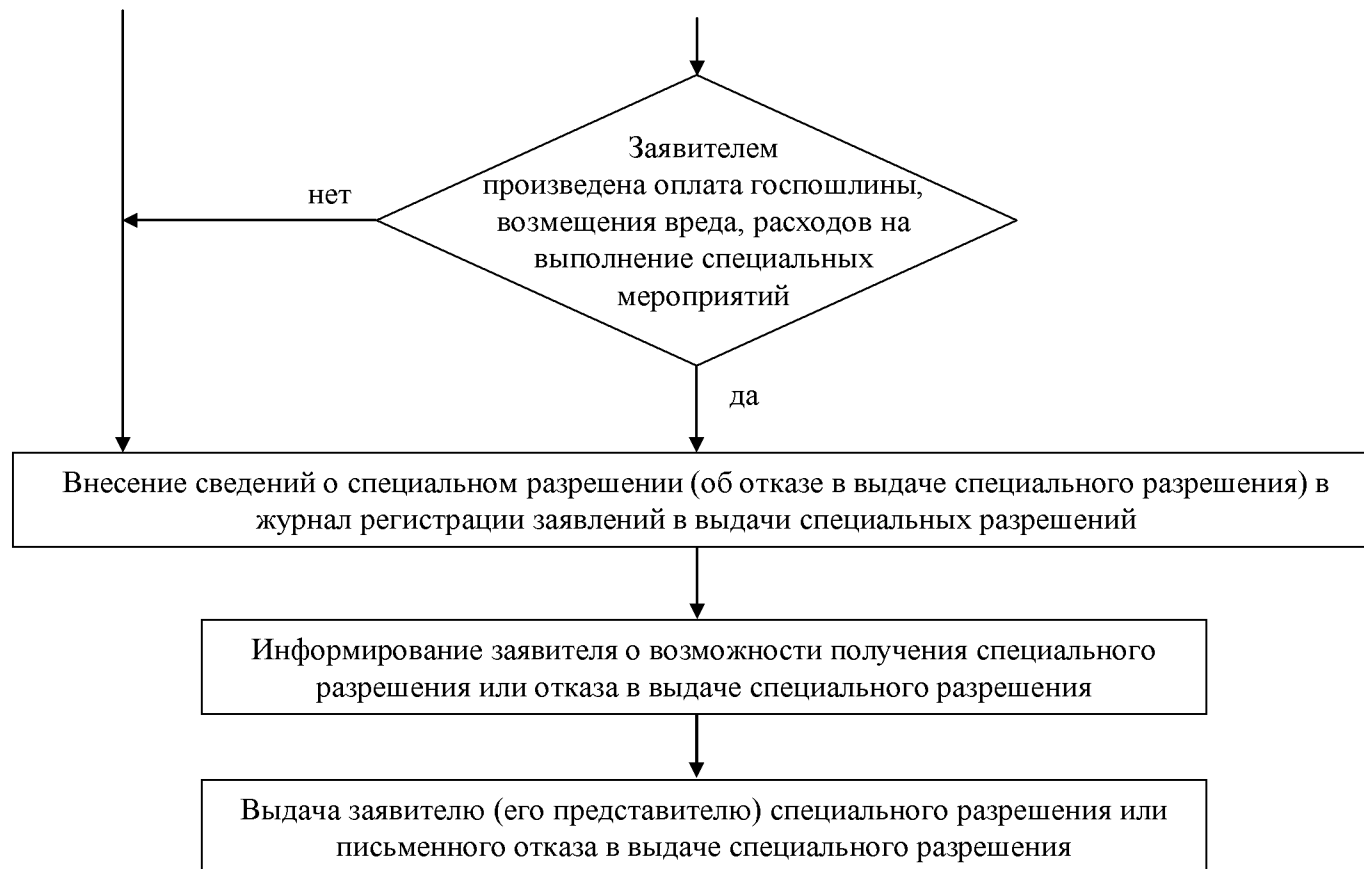 Заявителем
произведена оплата госпошлины,
возмещения вреда, расходов на
выполнение специальных
мероприятий
нет
да
Внесение сведений о специальном разрешении (об отказе в выдаче специального разрешения) в
журнал регистрации заявлений в выдачи специальных разрешений
Информирование заявителя о возможности получения специального
разрешения или отказа в выдаче специального разрешения
Выдача заявителю (его представителю) специального разрешения или
письменного отказа в выдаче специального разрешения